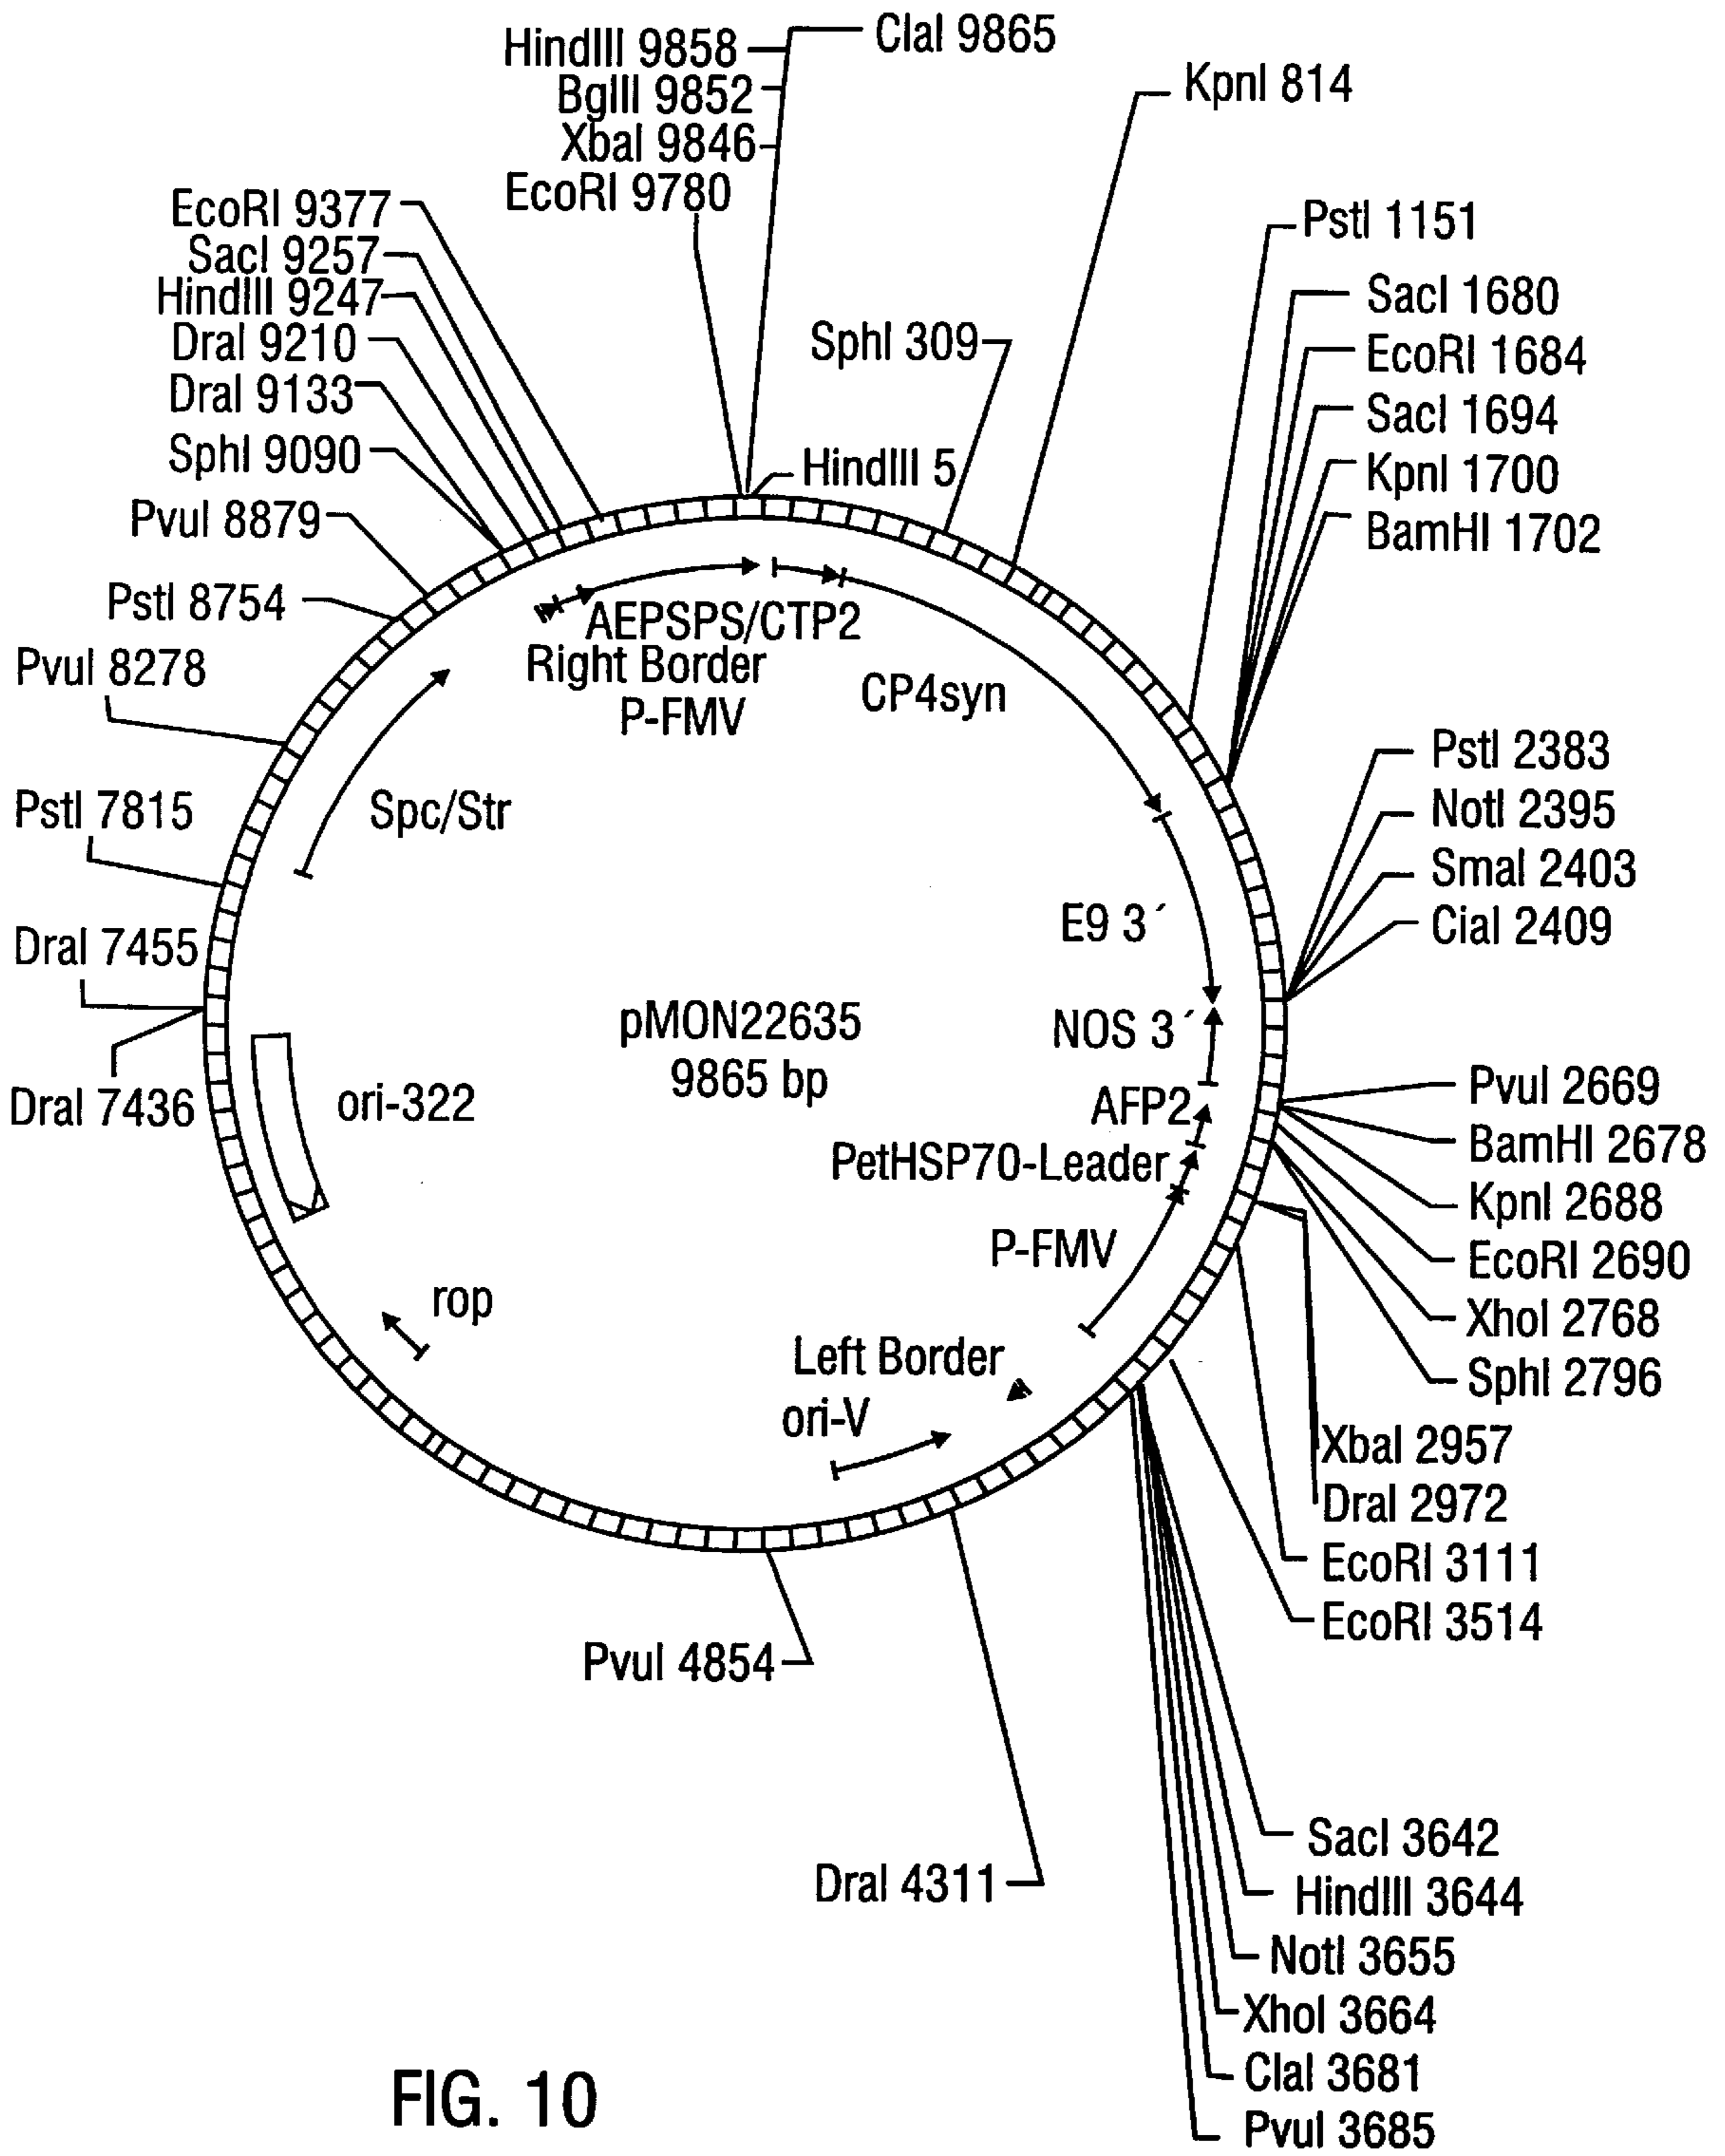 HindIII 9858
BglII 9852
XbaI 9846
EcoRI 9780
ClaI 9865
KpnI 814
EcoRI 9377
SacI 9257
HindIII 9247
DraI 9210
DraI 9133
SphI 9090
PvuI 8879
PstI 8754
PvuI 8278
PstI 7815
DraI 7455
DraI 7436
SphI 309
HindIII 5
PstI 1151
SacI 1680
EcoRI 1684
SacI 1694
KpnI 1700
BamHI 1702
PstI 2383
NotI 2395
SmaI 2403
CiaI 2409
PvuI 2669
BamHI 2678
KpnI 2688
EcoRI 2690
XhoI 2768
SphI 2796
XbaI 2957
DraI 2972
EcoRI 3111
EcoRI 3514
SacI 3642
HindIII 3644
NotI 3655
XhoI 3664
ClaI 3681
PvuI 3685
DraI 4311
PvuI 4854
AEPSPS/CTP2
Right Border
P-FMV
CP4syn
Spc/Str
E9 3´
NOS 3´
AFP2
PetHSP70-Leader
P-FMV
Left Border
ori-V
rop
ori-322
pMON22635
9865 bp
FIG. 10